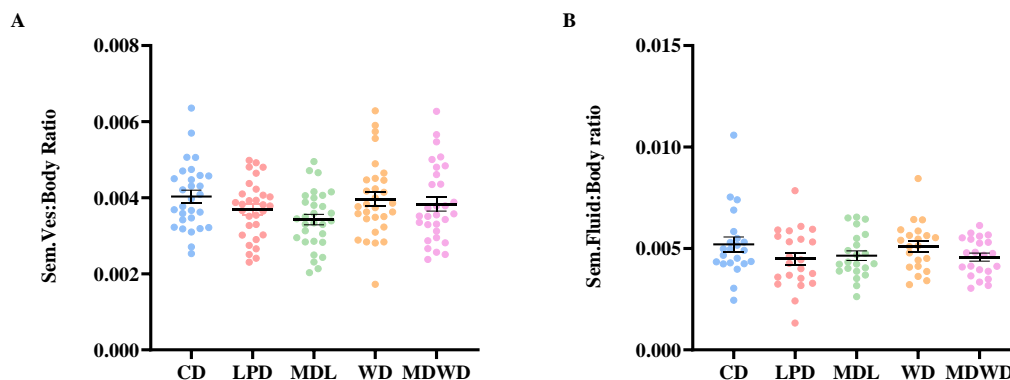 A
Sem.Ves:Body Ratio
0.008
0.006
0.004
0.002
0.000
CD LPD MDL WD MDWD
B
Sem.Fluid:Body ratio
0.015
0.010
0.005
0.000
CD LPD MDL WD MDWD